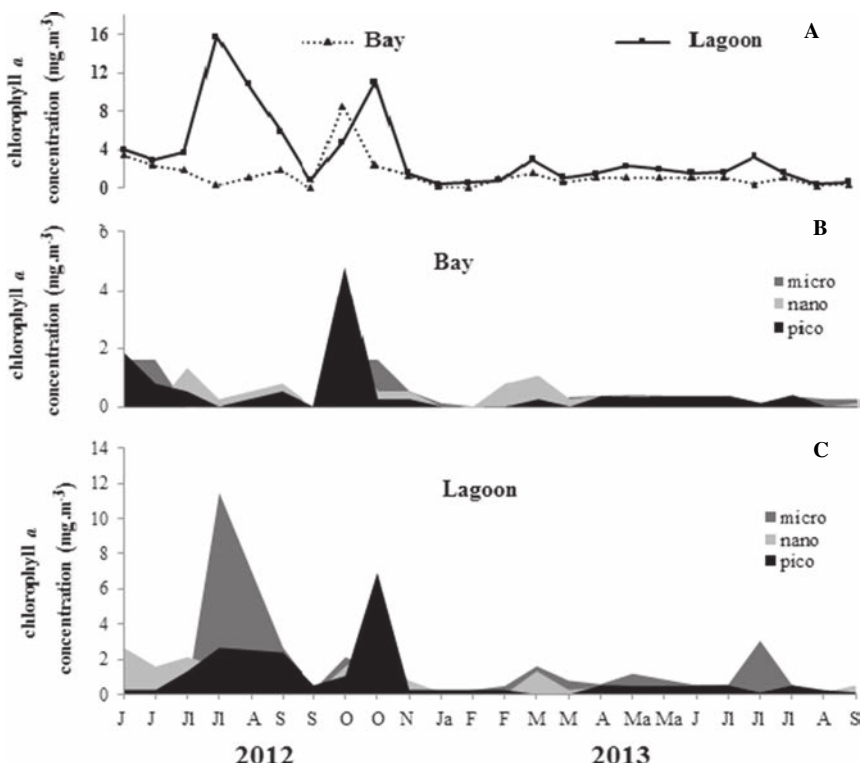 A
Bay
Lagoon
chlorophyll a
concentration (mg.m-3)
16
12
8
4
0
B
Bay
micro
nano
pico
chlorophyll a
concentration (mg.m-3)
6
4
2
0
C
Lagoon
micro
nano
pico
chlorophyll a
concentration (mg.m-3)
14
12
10
8
6
4
2
0
J J Jl Jl A S S O O N Ja F F M M A Ma Ma J Jl Jl Jl A S
2012 2013